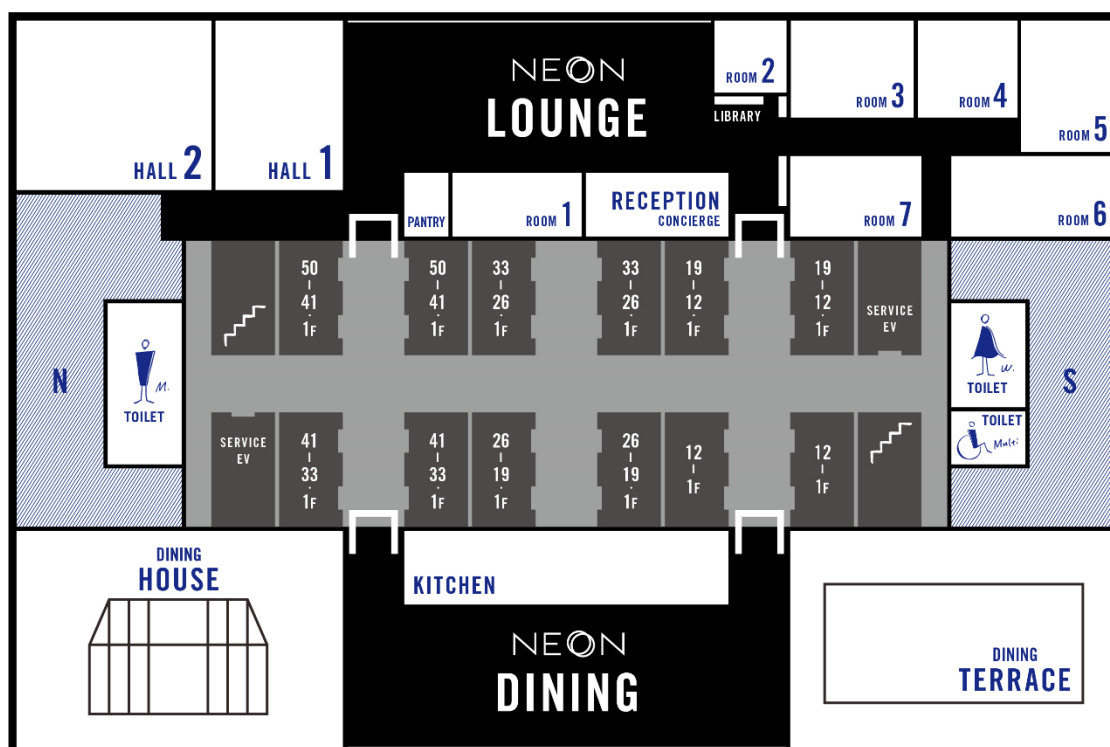 NEON
LOUNGE
HALL 2
HALL 1
ROOM 2
LIBRARY
ROOM 3
ROOM 4
ROOM 5
PANTRY
ROOM 1
RECEPTION
CONCIERGE
ROOM 7
ROOM 6
50
|
41
·
1F
50
|
41
·
1F
33
|
26
·
1F
33
|
26
·
1F
19
|
12
·
1F
19
|
12
·
1F
SERVICE
EV
N
M.
TOILET
W.
TOILET
S
TOILET
Multi
SERVICE
EV
41
|
33
·
1F
41
|
33
·
1F
26
|
19
·
1F
26
|
19
·
1F
12
|
1F
12
|
1F
DINING
HOUSE
KITCHEN
NEON
DINING
DINING
TERRACE